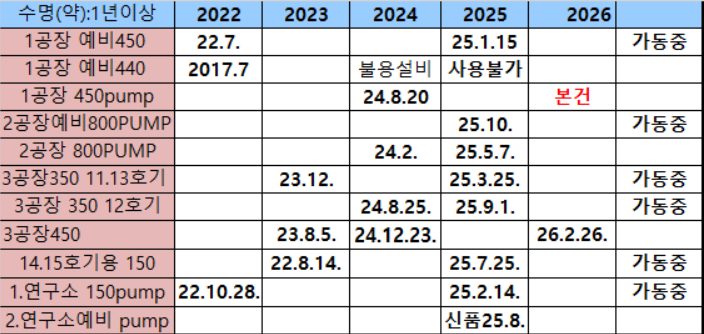 수명(약):1년이상 2022 2023 2024 2025 2026
1공장 예비450 22.7. 25.1.15 가동중
1공장 예비440 2017.7 불용설비 사용불가
1공장 450pump 24.8.20 본건
2공장예비800PUMP 25.10. 가동중
2공장 800PUMP 24.2. 25.5.7.
3공장350 11.13호기 23.12. 25.3.25. 가동중
3공장 350 12호기 24.8.25. 25.9.1. 가동중
3공장450 23.8.5. 24.12.23. 26.2.26.
14.15호기용 150 22.8.14. 25.7.25. 가동중
1.연구소 150pump 22.10.28. 25.2.14. 가동중
2.연구소예비 pump 신품25.8.